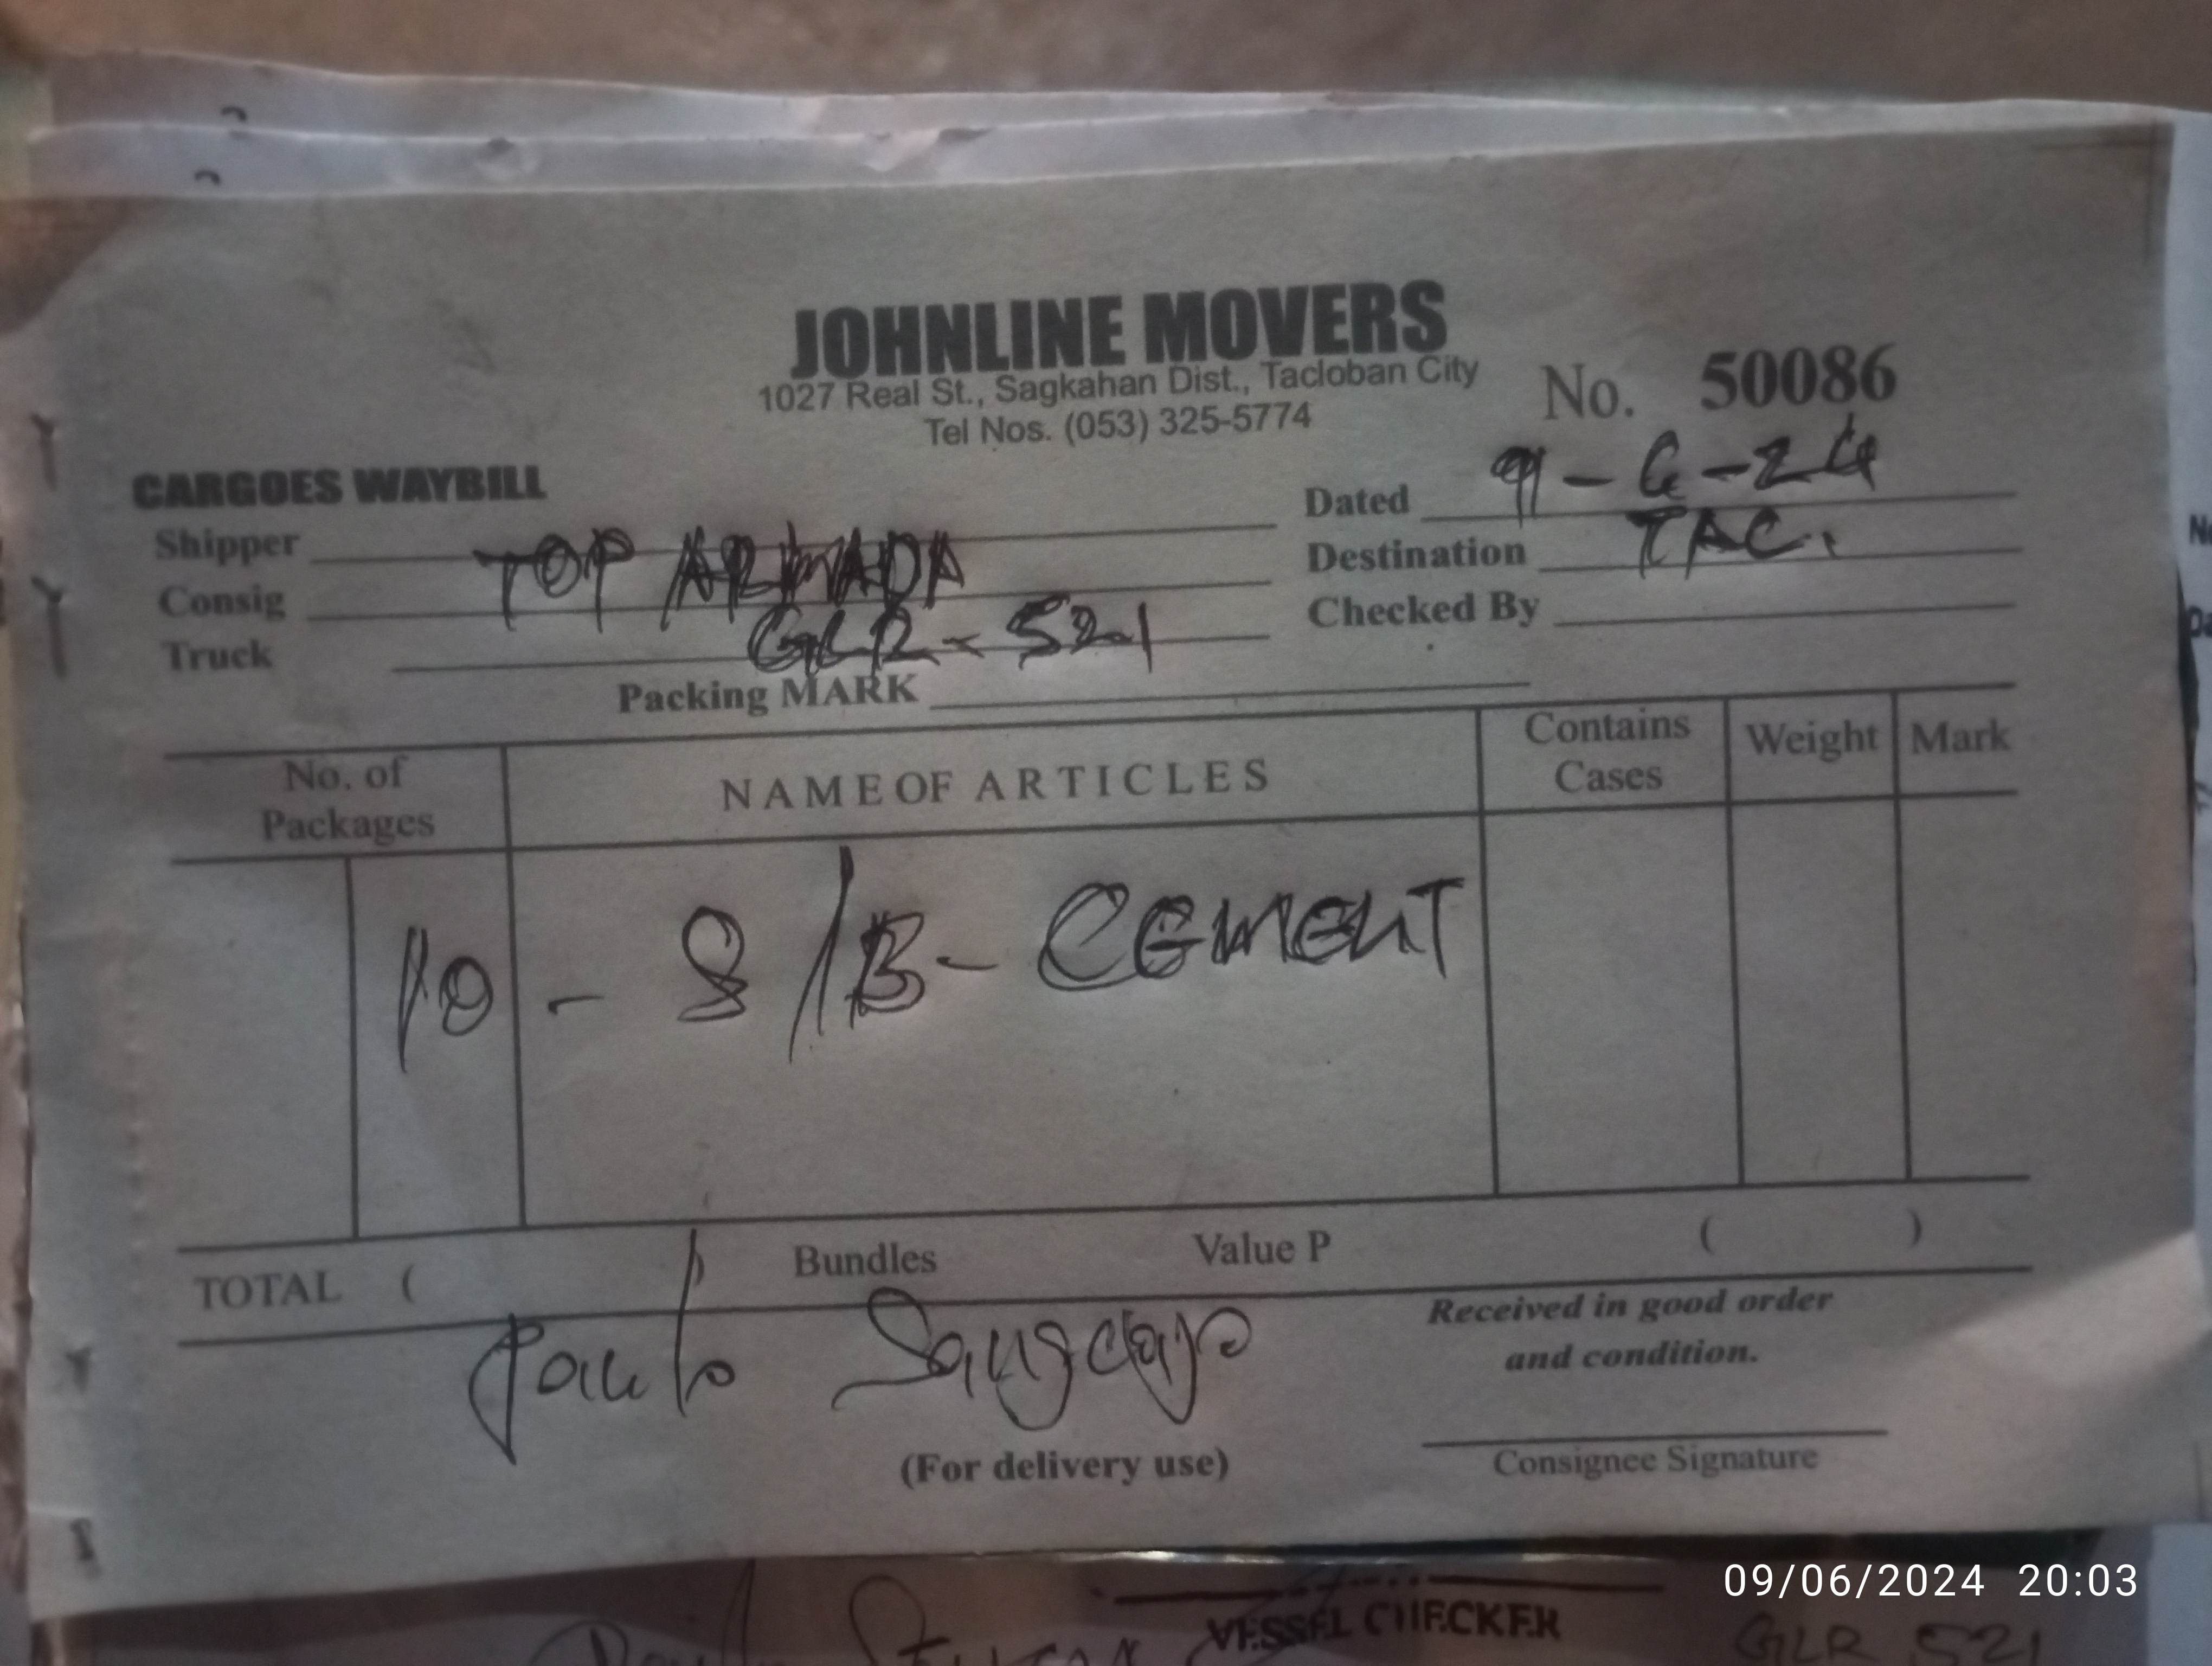 JOHNLINE MOVERS
1027 Real St., Sagkahan Dist., Tacloban City
Tel Nos. (053) 325-5774
No. 50086
CARGOES WAYBILL
Dated 9-6-24
Shipper TOP ARMADA
Destination TAC.
Consig
Checked By
Truck GLR-521
Packing MARK
No. of Packages
NAME OF ARTICLES
Contains Cases
Weight
Mark
10 - S/B - CEMENT
TOTAL ( ) Bundles Value P ( )
Received in good order
and condition.
(For delivery use)
Consignee Signature
VESSEL CHECKER
GLR 521
09/06/2024 20:03